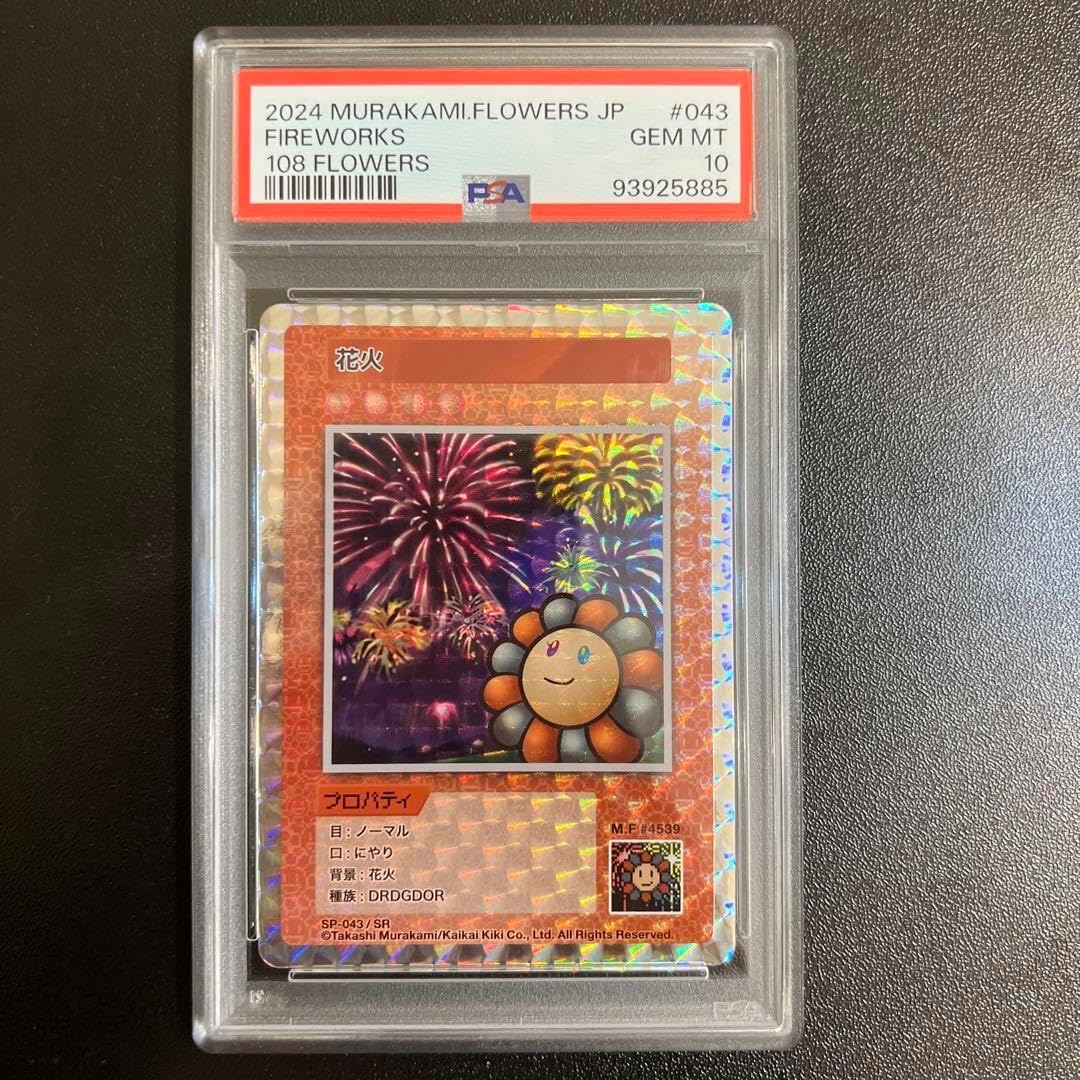 2024 MURAKAMI.FLOWERS JP #043
FIREWORKS GEM MT
108 FLOWERS 10
PSA 93925885
花火
プロパティ
目:ノーマル
口:にやり
背景:花火
種族:DRDGDOR
M.F #4539
SP-043/SR
©Takashi Murakami/Kaikai Kiki Co., Ltd. All Rights Reserved.